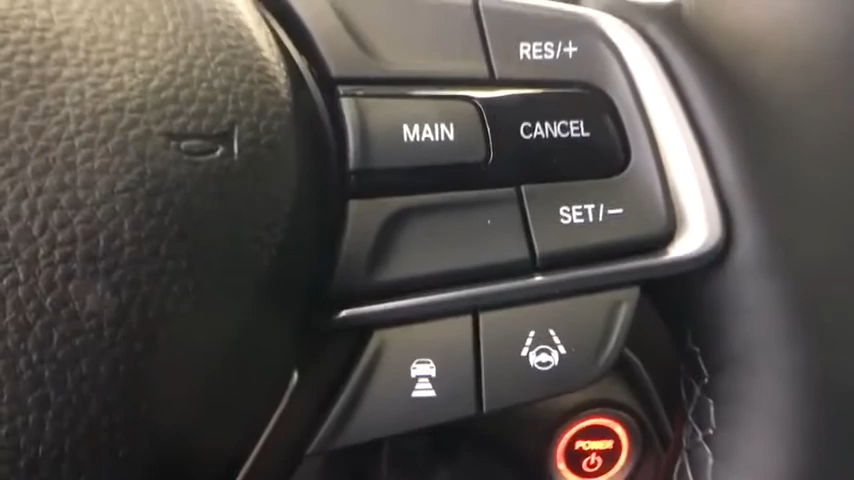 RES/+
MAIN
CANCEL
SET/−
POWER